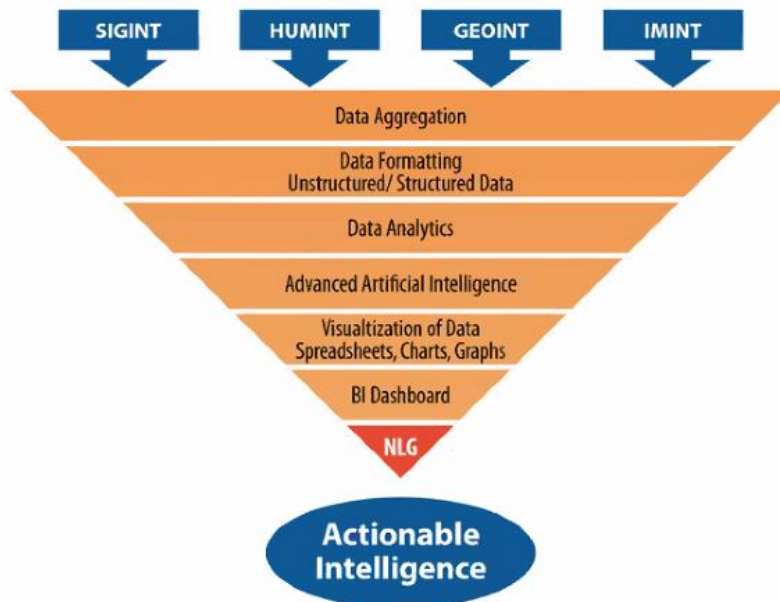 SIGINT
HUMINT
GEOINT
IMINT
Data Aggregation
Data Formatting
Unstructured/ Structured Data
Data Analytics
Advanced Artificial Intelligence
Visualtization of Data
Spreadsheets, Charts, Graphs
BI Dashboard
NLG
Actionable
Intelligence